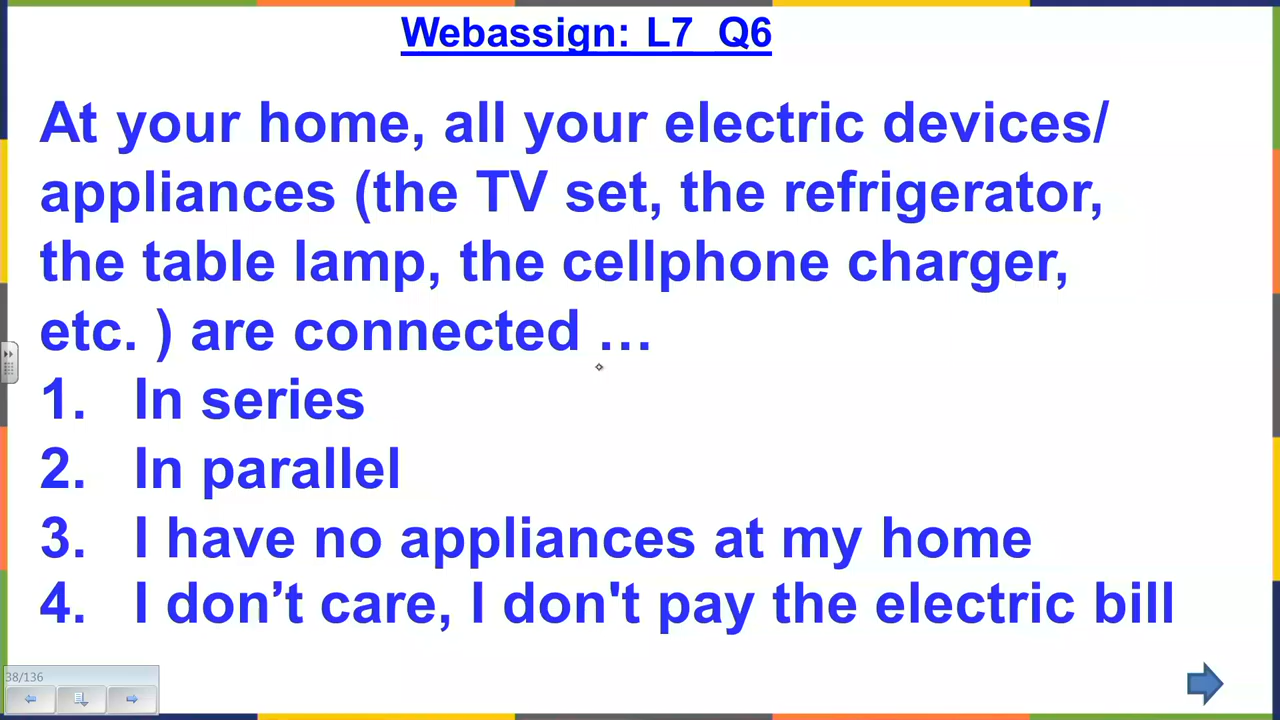 Webassign: L7 Q6
At your home, all your electric devices/
appliances (the TV set, the refrigerator,
the table lamp, the cellphone charger,
etc. ) are connected …
1. In series
2. In parallel
3. I have no appliances at my home
4. I don’t care, I don't pay the electric bill
38/136